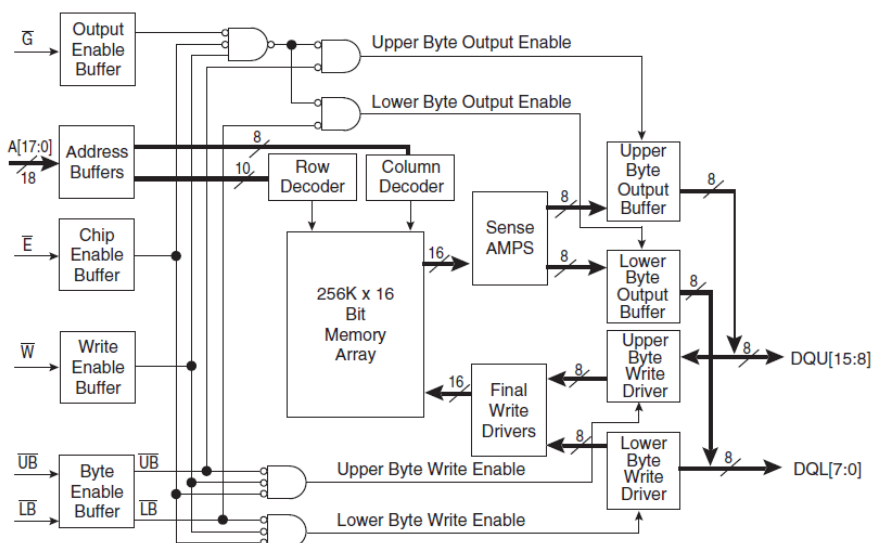 G̅
Output
Enable
Buffer
Upper Byte Output Enable
Lower Byte Output Enable
A[17:0]
18
Address
Buffers
8
10
Row
Decoder
Column
Decoder
Upper
Byte
Output
Buffer
8
E̅
Chip
Enable
Buffer
256K x 16
Bit
Memory
Array
16
Sense
AMPS
8
8
Lower
Byte
Output
Buffer
8
W̅
Write
Enable
Buffer
16
Final
Write
Drivers
8
8
Upper
Byte
Write
Driver
8
DQU[15:8]
U̅B̅
L̅B̅
Byte
Enable
Buffer
U̅B̅
L̅B̅
Upper Byte Write Enable
Lower Byte Write Enable
Lower
Byte
Write
Driver
8
DQL[7:0]